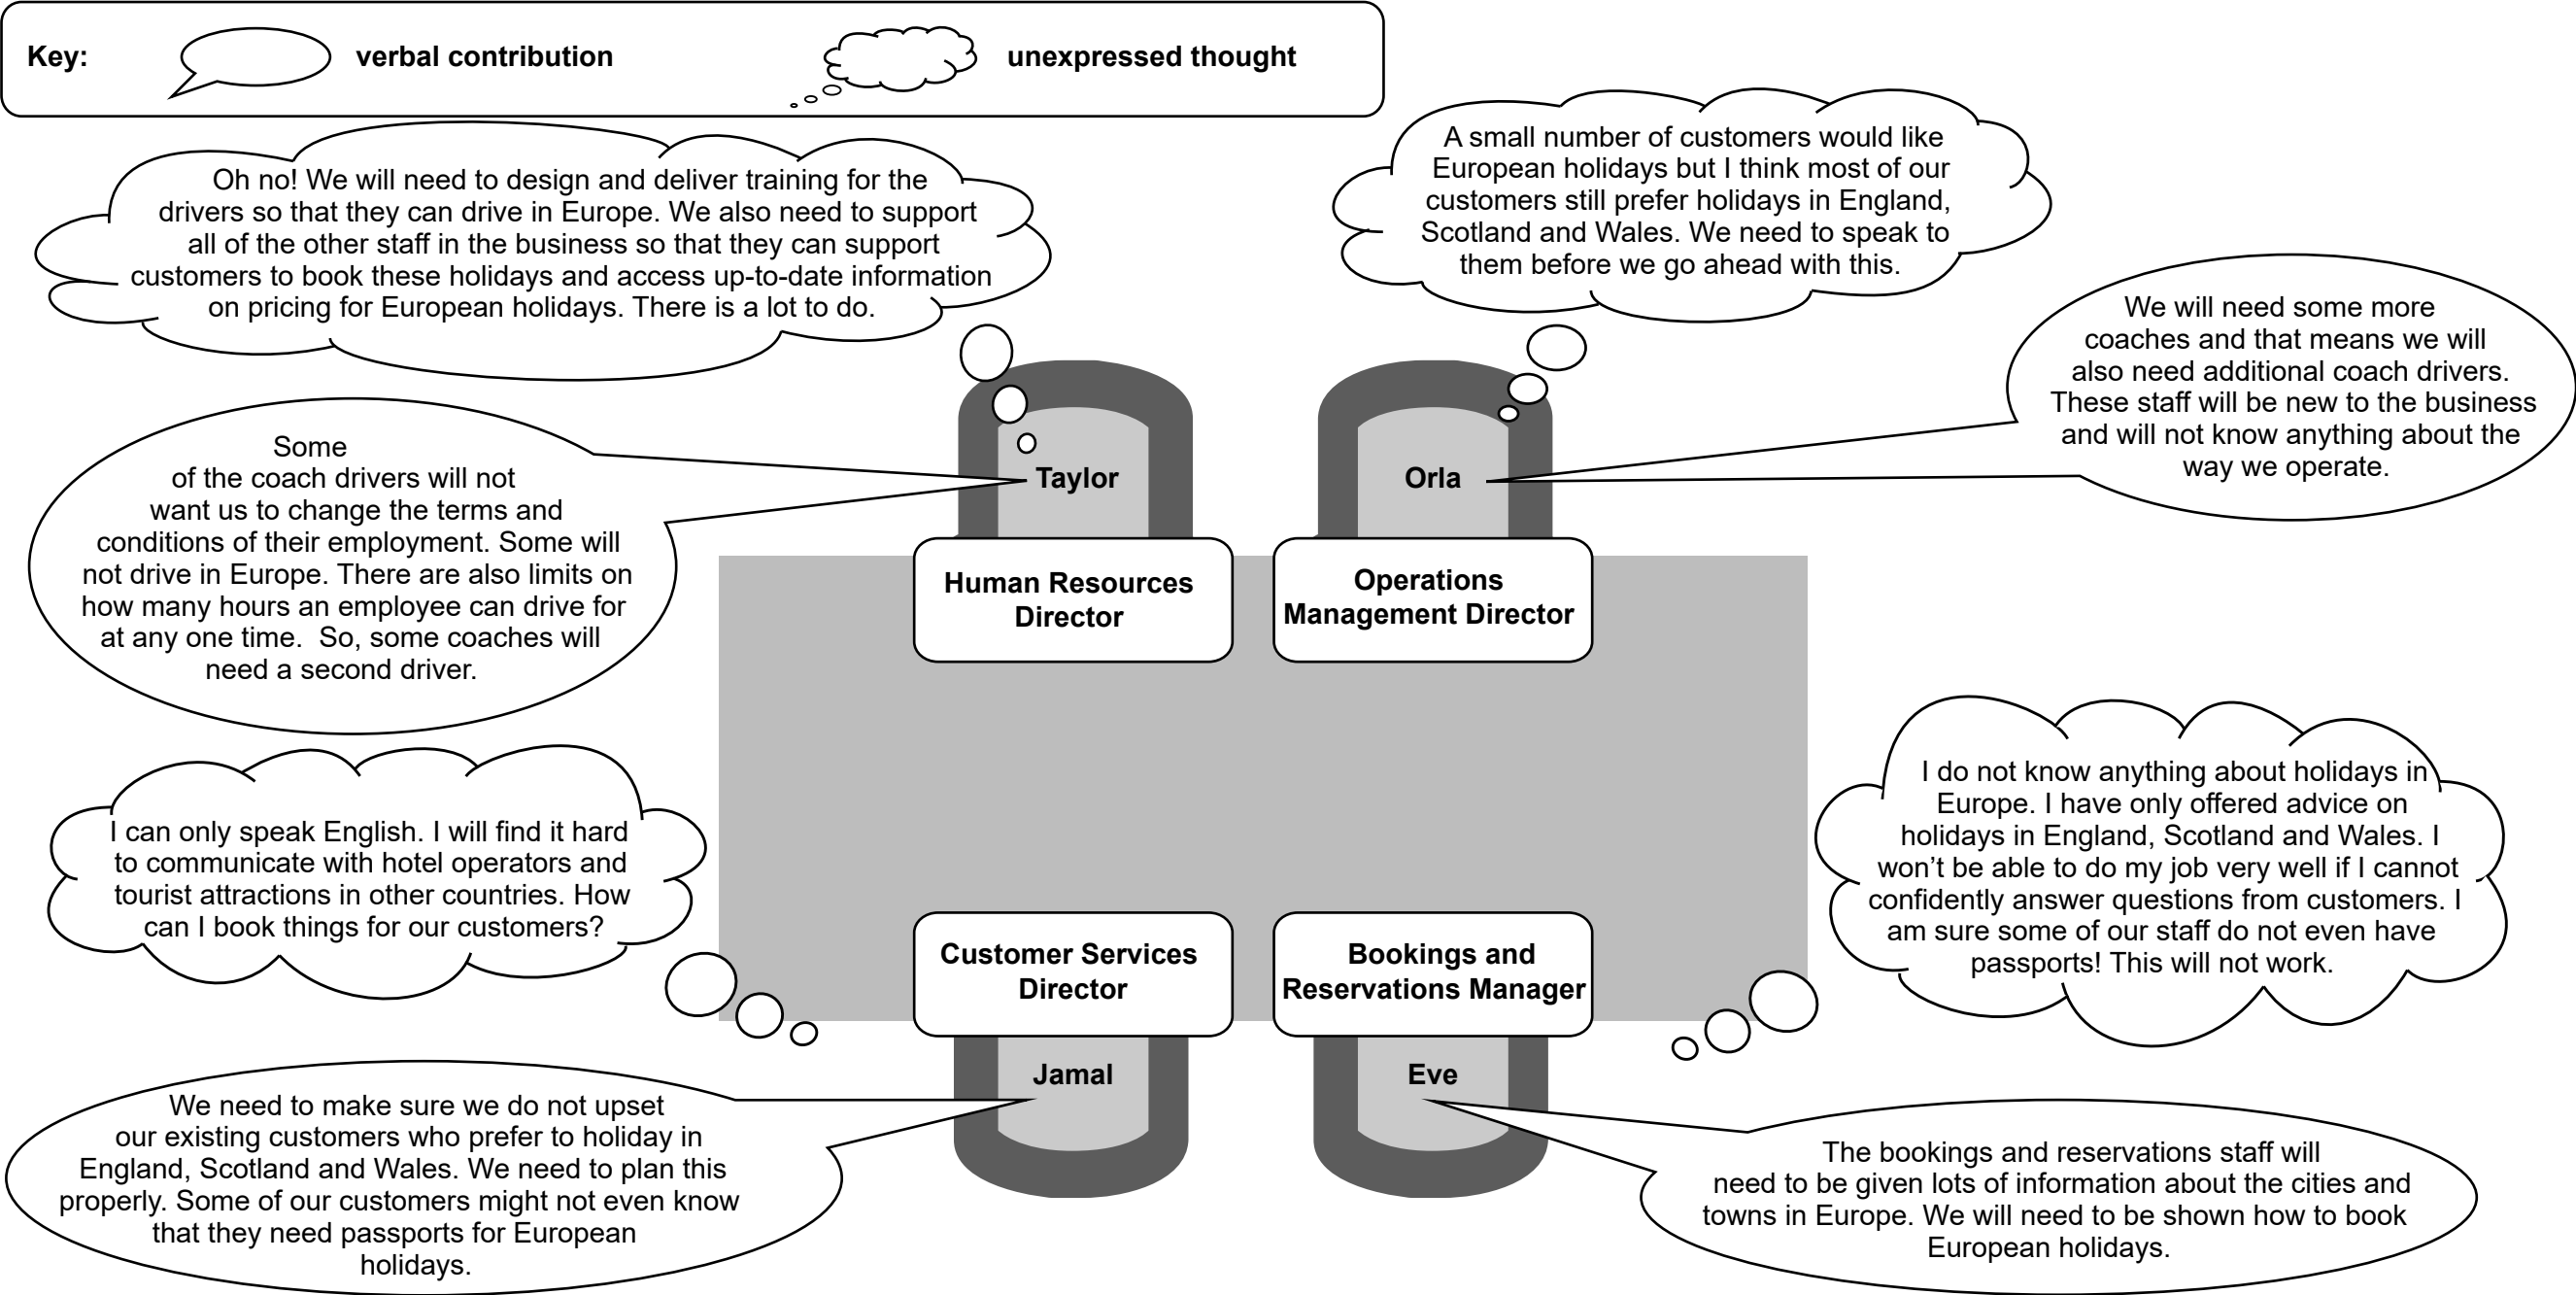 Key:
verbal contribution
unexpressed thought
Oh no! We will need to design and deliver training for the
drivers so that they can drive in Europe. We also need to support
all of the other staff in the business so that they can support
customers to book these holidays and access up-to-date information
on pricing for European holidays. There is a lot to do.
A small number of customers would like
European holidays but I think most of our
customers still prefer holidays in England,
Scotland and Wales. We need to speak to
them before we go ahead with this.
We will need some more
coaches and that means we will
also need additional coach drivers.
These staff will be new to the business
and will not know anything about the
way we operate.
Some
of the coach drivers will not
want us to change the terms and
conditions of their employment. Some will
not drive in Europe. There are also limits on
how many hours an employee can drive for
at any one time. So, some coaches will
need a second driver.
Taylor
Orla
Human Resources
Director
Operations
Management Director
I can only speak English. I will find it hard
to communicate with hotel operators and
tourist attractions in other countries. How
can I book things for our customers?
I do not know anything about holidays in
Europe. I have only offered advice on
holidays in England, Scotland and Wales. I
won’t be able to do my job very well if I cannot
confidently answer questions from customers. I
am sure some of our staff do not even have
passports! This will not work.
Customer Services
Director
Bookings and
Reservations Manager
Jamal
Eve
We need to make sure we do not upset
our existing customers who prefer to holiday in
England, Scotland and Wales. We need to plan this
properly. Some of our customers might not even know
that they need passports for European
holidays.
The bookings and reservations staff will
need to be given lots of information about the cities and
towns in Europe. We will need to be shown how to book
European holidays.